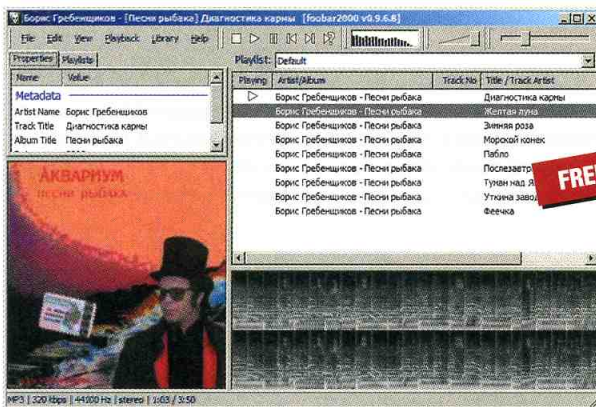 Борис Гребенщиков - [Песни рыбака] Диагностика кармы [foobar2000 v0.9.6.8]
File Edit View Playback Library Help
Properties Playlists
Playlist: Default
Name Value
Metadata
Artist Name Борис Гребенщиков
Track Title Диагностика кармы
Album Title Песни рыбака
Playing Artist/Album Track No Title / Track Artist
Борис Гребенщиков - Песни рыбака Диагностика кармы
Борис Гребенщиков - Песни рыбака Желтая луна
Борис Гребенщиков - Песни рыбака Зимняя роза
Борис Гребенщиков - Песни рыбака Морской конек
Борис Гребенщиков - Песни рыбака Пабло
Борис Гребенщиков - Песни рыбака Послезавтр
Борис Гребенщиков - Песни рыбака Туман над Я
Борис Гребенщиков - Песни рыбака Уткина завод
Борис Гребенщиков - Песни рыбака Феечка
FREE
АКВАРИУМ
песни рыбака
MP3 | 320 kbps | 44100 Hz | stereo | 1:03 / 3:50